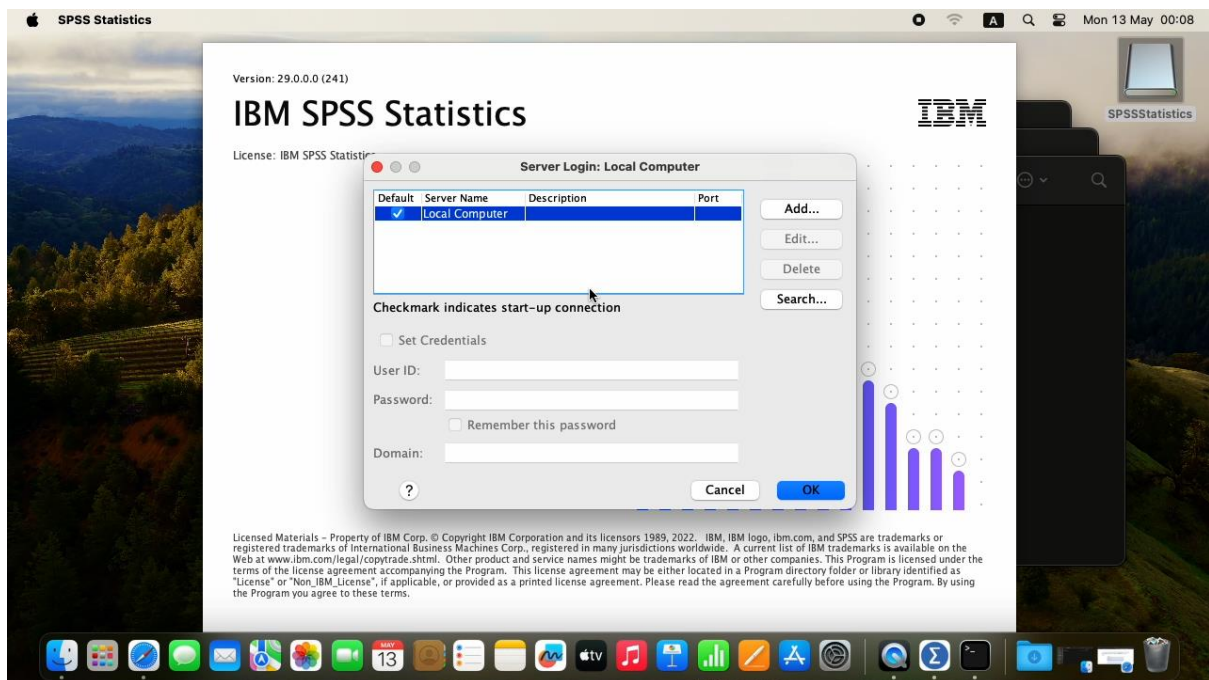 SPSS Statistics
A
Mon 13 May 00:08
Version: 29.0.0.0 (241)
IBM SPSS Statistics
IBM
SPSSStatistics
License: IBM SPSS Statistics
Server Login: Local Computer
Default Server Name Description Port
Local Computer
Add...
Edit...
Delete
Search...
Checkmark indicates start-up connection
Set Credentials
User ID:
Password:
Remember this password
Domain:
?
Cancel
OK
Licensed Materials - Property of IBM Corp. © Copyright IBM Corporation and its licensors 1989, 2022. IBM, IBM logo, ibm.com, and SPSS are trademarks or
registered trademarks of International Business Machines Corp., registered in many jurisdictions worldwide. A current list of IBM trademarks is available on the
Web at www.ibm.com/legal/copytrade.shtml. Other product and service names might be trademarks of IBM or other companies. This Program is licensed under the
terms of the license agreement accompanying the Program. This license agreement may be either located in a Program directory folder or library identified as
"License" or "Non_IBM_License", if applicable, or provided as a printed license agreement. Please read the agreement carefully before using the Program. By using
the Program you agree to these terms.
MAY
13
tv